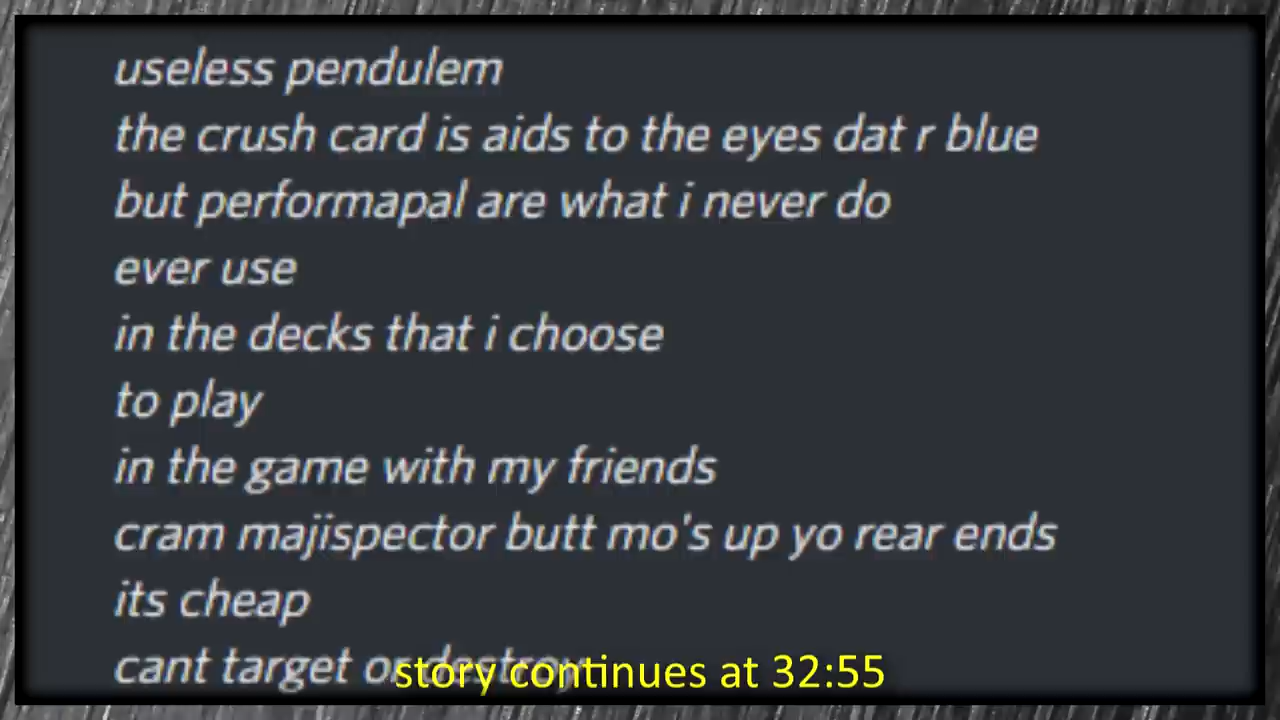 useless pendulem
the crush card is aids to the eyes dat r blue
but performapal are what i never do
ever use
in the decks that i choose
to play
in the game with my friends
cram majispector butt mo's up yo rear ends
its cheap
cant target or destroy
story continues at 32:55